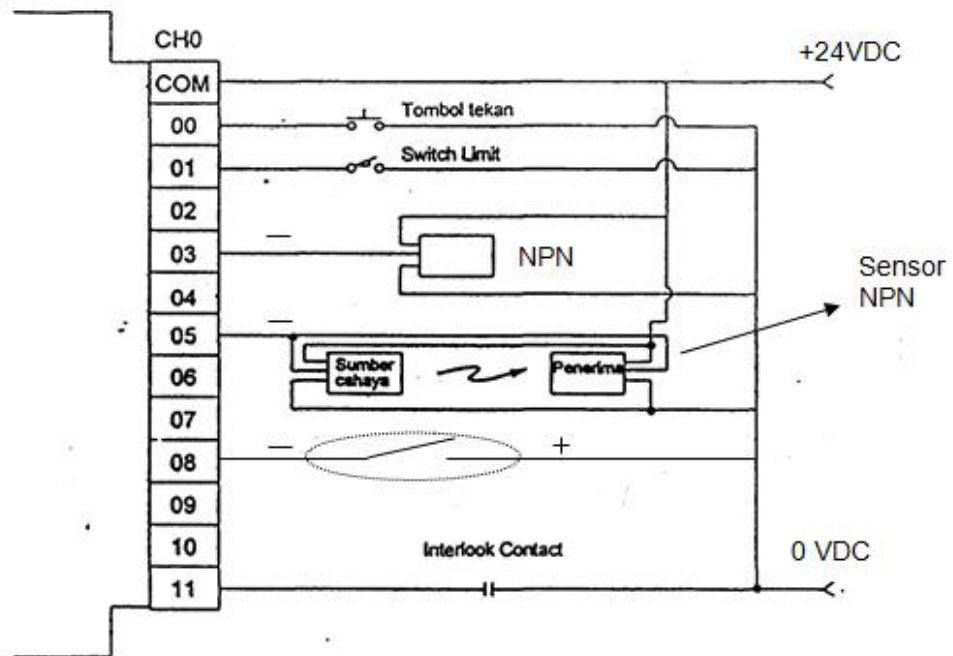 CH0
+24VDC
COM
00
Tombol tekan
01
Switch Limit
02
03
—
NPN
04
Sensor
NPN
05
—
06
Sumber
cahaya
Penerima
07
08
—
+
09
10
Interlook Contact
0 VDC
11